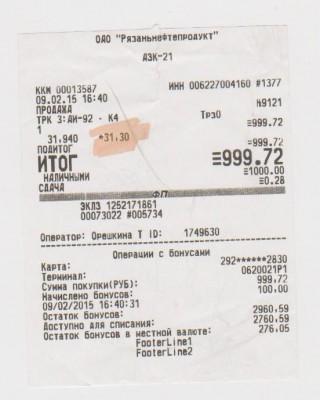 ОАО "Рязаньнефтепродукт"
АЗК-21
ККМ 00013587 ИНН 006227004160 #1377
09.02.15 16:40
ПРОДАЖА №9121
ТРК 3:АИ-92 - К4 ТрзО
1 ≡999.72
31.940 *31,30
ПОДИТОГ ≡999.72
ИТОГ ≡999.72
НАЛИЧНЫМИ ≡1000.00
СДАЧА ≡0.28
ФП
ЭКЛЗ 1252171861
00073022 #005734
Оператор: Орешкина Т ID: 1749630
Операции с бонусами
Карта: 292******2830
Терминал: 0620021P1
Сумма покупки(РУБ): 999.72
Начислено бонусов: 100,00
09/02/2015 16:40:31
Остаток бонусов: 2960,59
Доступно для списания: 2760,59
Остаток бонусов в местной валюте: 276,05
FooterLine1
FooterLine2